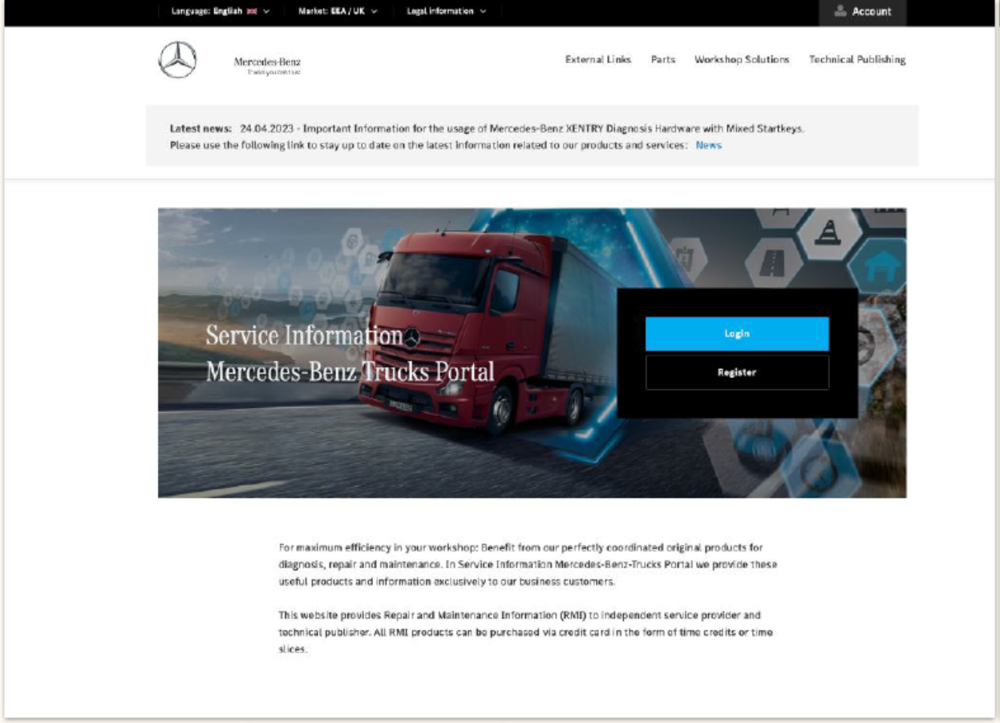 Language: English
Market: EEA / UK
Legal information
Account
Mercedes-Benz
Trucks you can trust
External Links Parts Workshop Solutions Technical Publishing
Latest news: 24.04.2023 - Important Information for the usage of Mercedes-Benz XENTRY Diagnosis Hardware with Mixed Startkeys.
Please use the following link to stay up to date on the latest information related to our products and services: News
Service Information
Mercedes-Benz Trucks Portal
Login
Register
For maximum efficiency in your workshop: Benefit from our perfectly coordinated original products for
diagnosis, repair and maintenance. In Service Information Mercedes-Benz-Trucks Portal we provide these
useful products and information exclusively to our business customers.
This website provides Repair and Maintenance Information (RMI) to independent service provider and
technical publisher. All RMI products can be purchased via credit card in the form of time credits or time
slices.